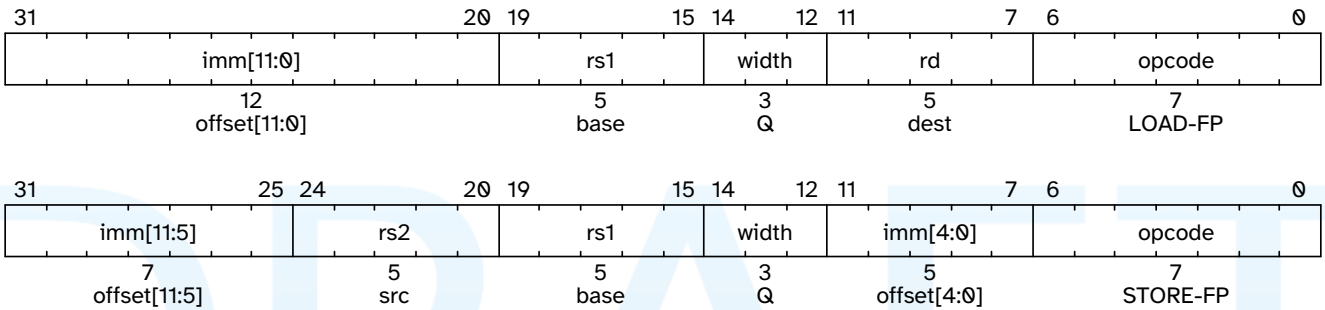 31 20 19 15 14 12 11 7 6 0
imm[11:0] rs1 width rd opcode
12 5 3 5 7
offset[11:0] base Q dest LOAD-FP
31 25 24 20 19 15 14 12 11 7 6 0
imm[11:5] rs2 rs1 width imm[4:0] opcode
7 5 5 3 5 7
offset[11:5] src base Q offset[4:0] STORE-FP